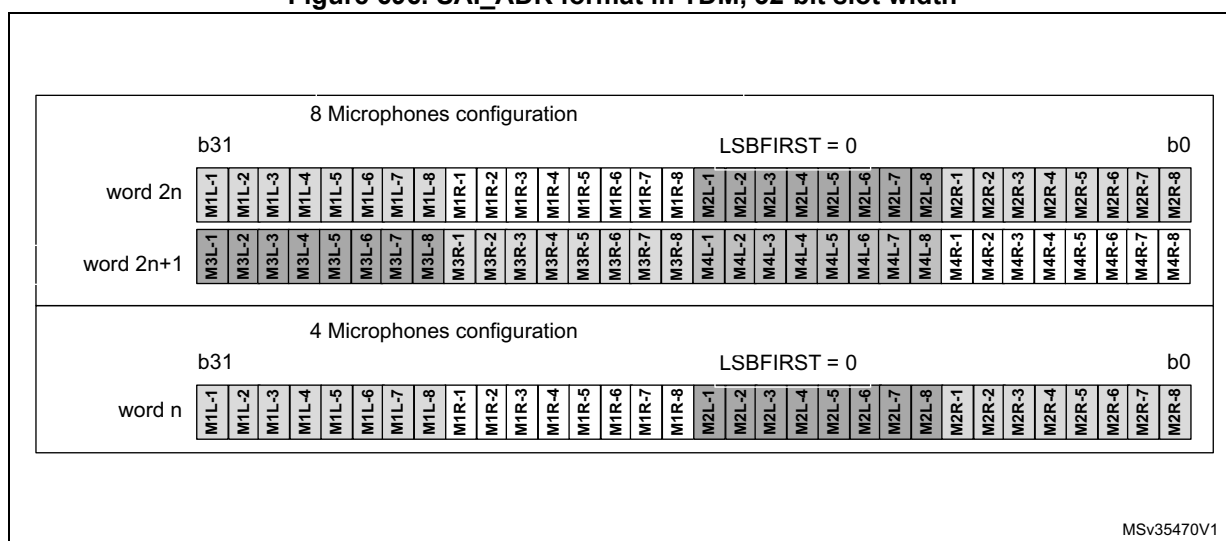 Figure SAI_ADR format in TDM, 32-bit slot width
8 Microphones configuration
b31 LSBFIRST = 0 b0
word 2n M1L-1 M1L-2 M1L-3 M1L-4 M1L-5 M1L-6 M1L-7 M1L-8 M1R-1 M1R-2 M1R-3 M1R-4 M1R-5 M1R-6 M1R-7 M1R-8 M2L-1 M2L-2 M2L-3 M2L-4 M2L-5 M2L-6 M2L-7 M2L-8 M2R-1 M2R-2 M2R-3 M2R-4 M2R-5 M2R-6 M2R-7 M2R-8
word 2n+1 M3L-1 M3L-2 M3L-3 M3L-4 M3L-5 M3L-6 M3L-7 M3L-8 M3R-1 M3R-2 M3R-3 M3R-4 M3R-5 M3R-6 M3R-7 M3R-8 M4L-1 M4L-2 M4L-3 M4L-4 M4L-5 M4L-6 M4L-7 M4L-8 M4R-1 M4R-2 M4R-3 M4R-4 M4R-5 M4R-6 M4R-7 M4R-8
4 Microphones configuration
b31 LSBFIRST = 0 b0
word n M1L-1 M1L-2 M1L-3 M1L-4 M1L-5 M1L-6 M1L-7 M1L-8 M1R-1 M1R-2 M1R-3 M1R-4 M1R-5 M1R-6 M1R-7 M1R-8 M2L-1 M2L-2 M2L-3 M2L-4 M2L-5 M2L-6 M2L-7 M2L-8 M2R-1 M2R-2 M2R-3 M2R-4 M2R-5 M2R-6 M2R-7 M2R-8
MSv35470V1